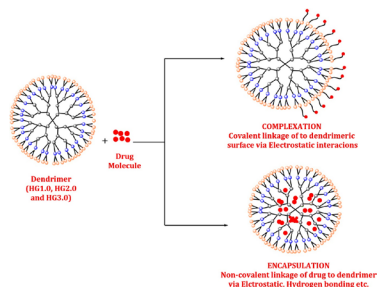 Dendrimer
(HG1.0, HG2.0
and HG3.0)
+
Drug
Molecule
COMPLEXATION
Covalent linkage of to dendrimeric
surface via Electrostatic interacions
ENCAPSULATION
Non-covalent linkage of drug to dendrimer
via Elctrostatic, Hydrogen bonding etc.